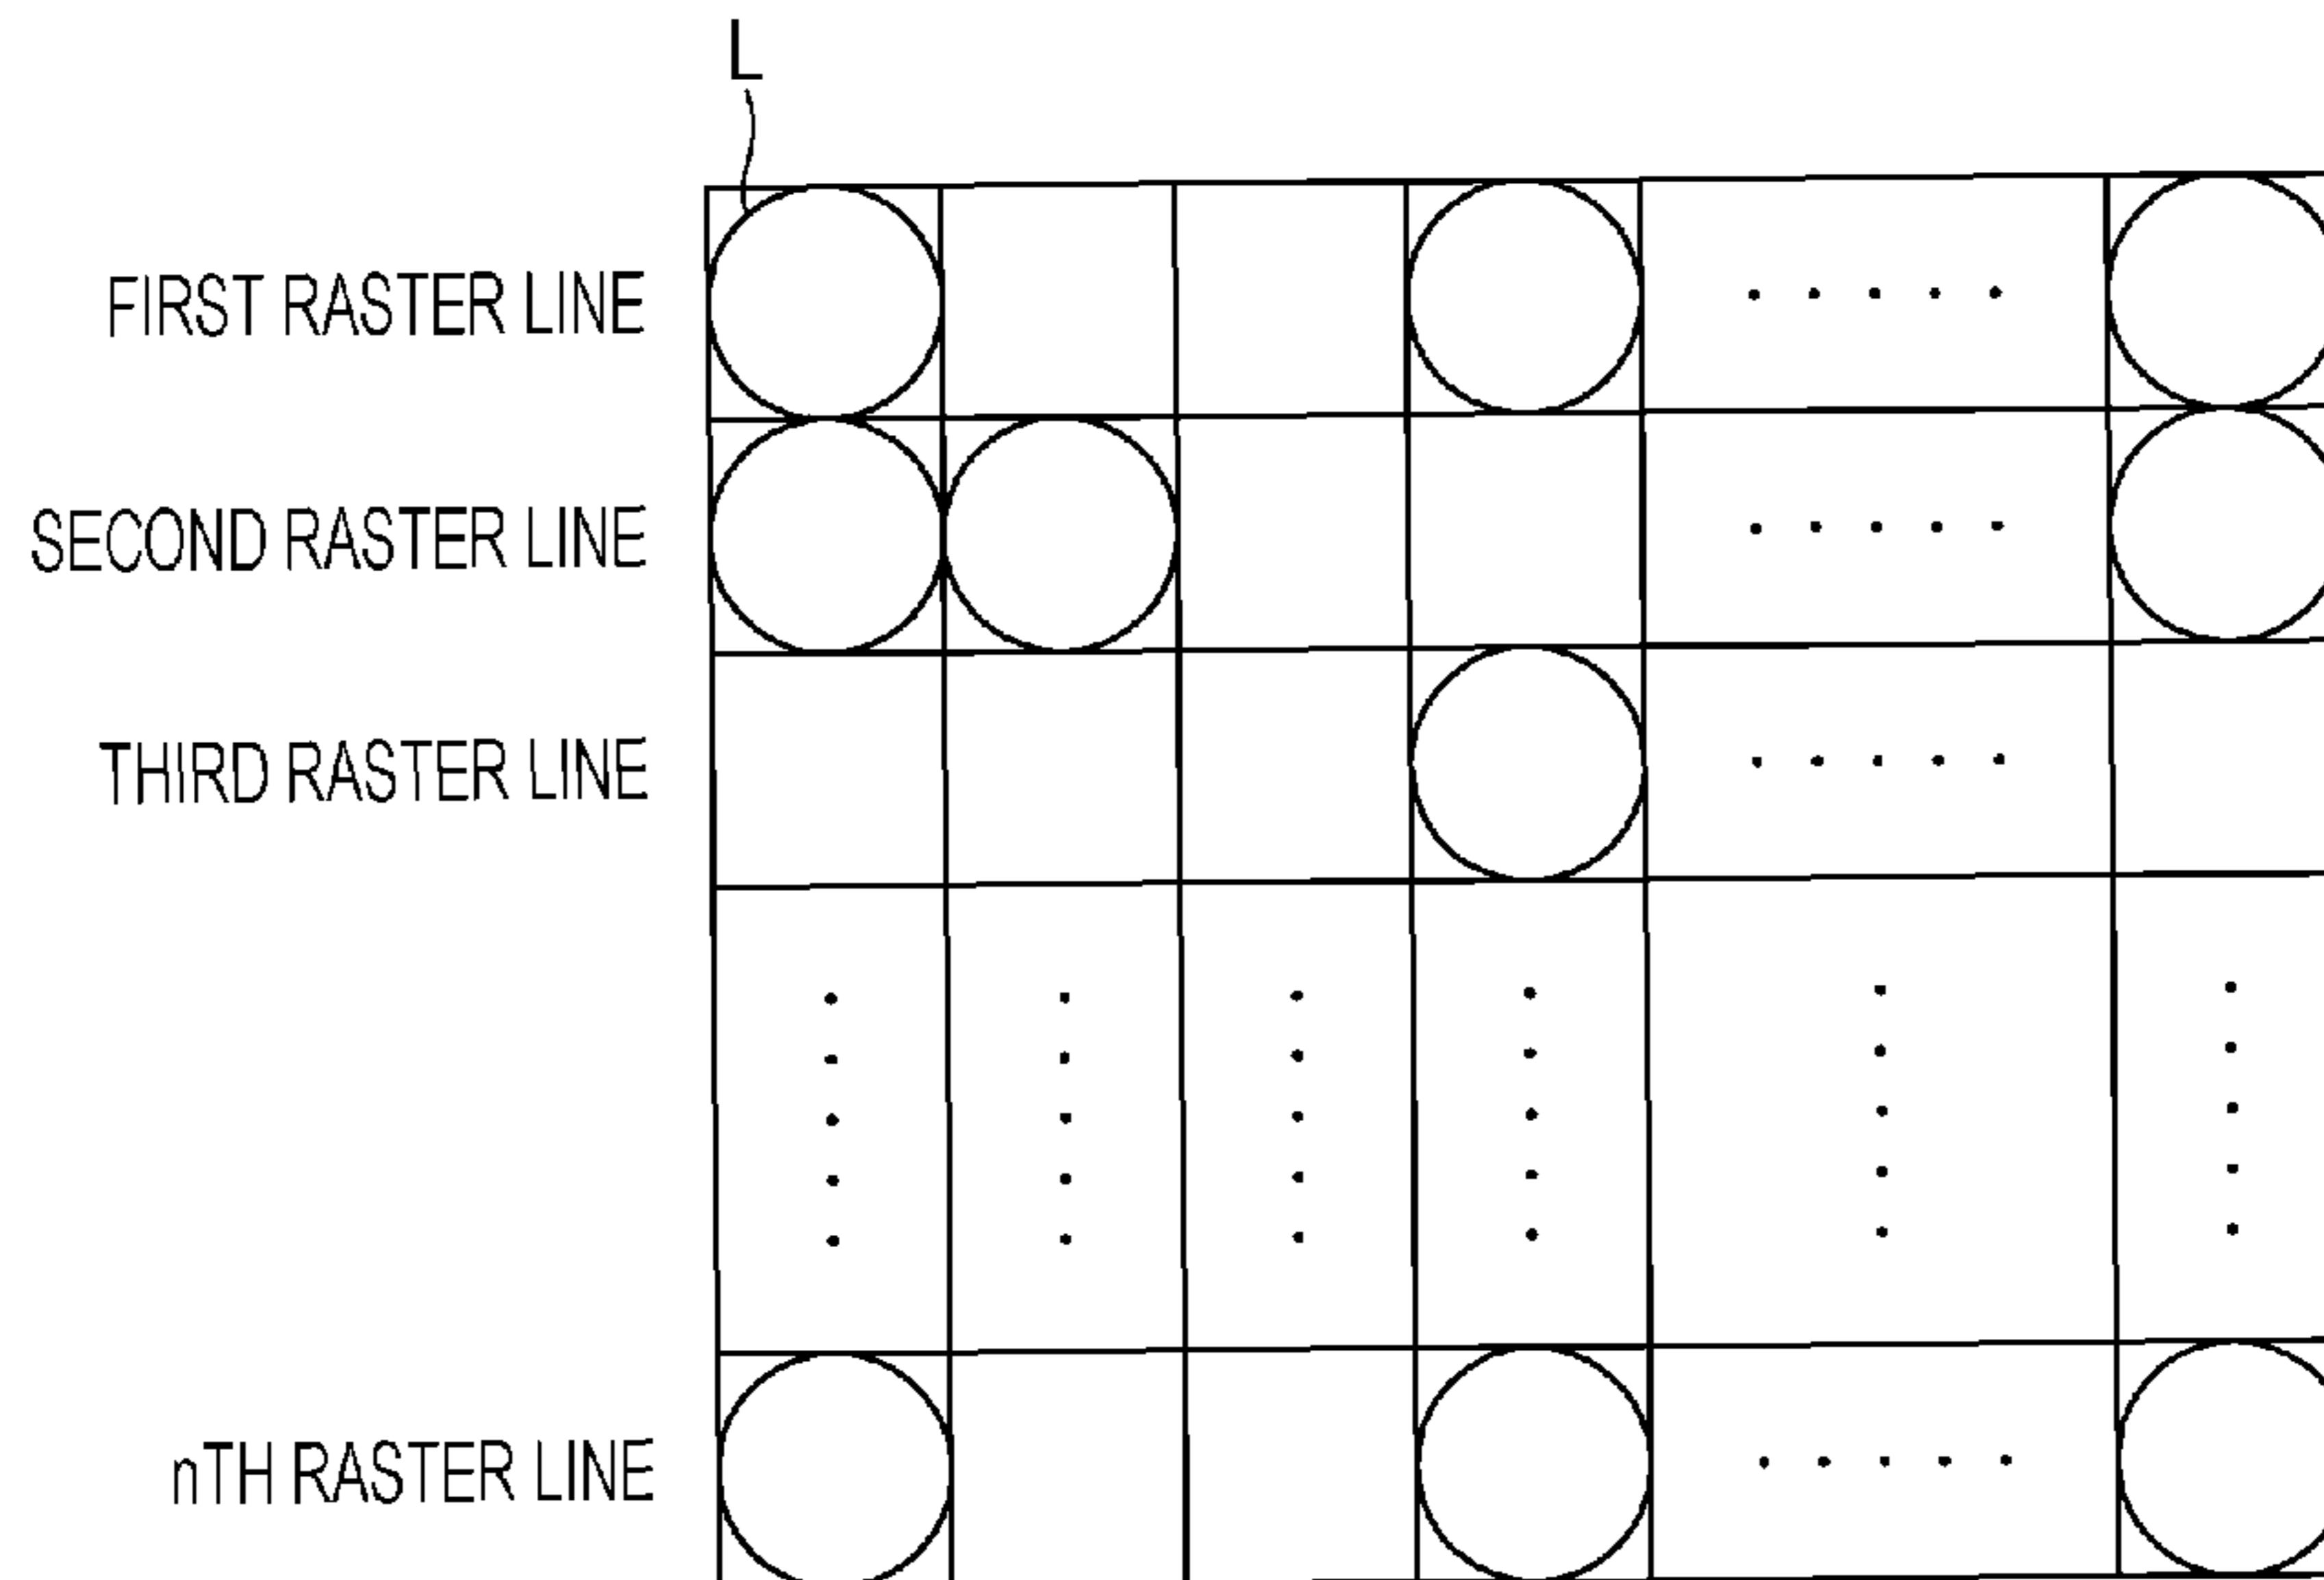 L
FIRST RASTER LINE
SECOND RASTER LINE
THIRD RASTER LINE
nTH RASTER LINE